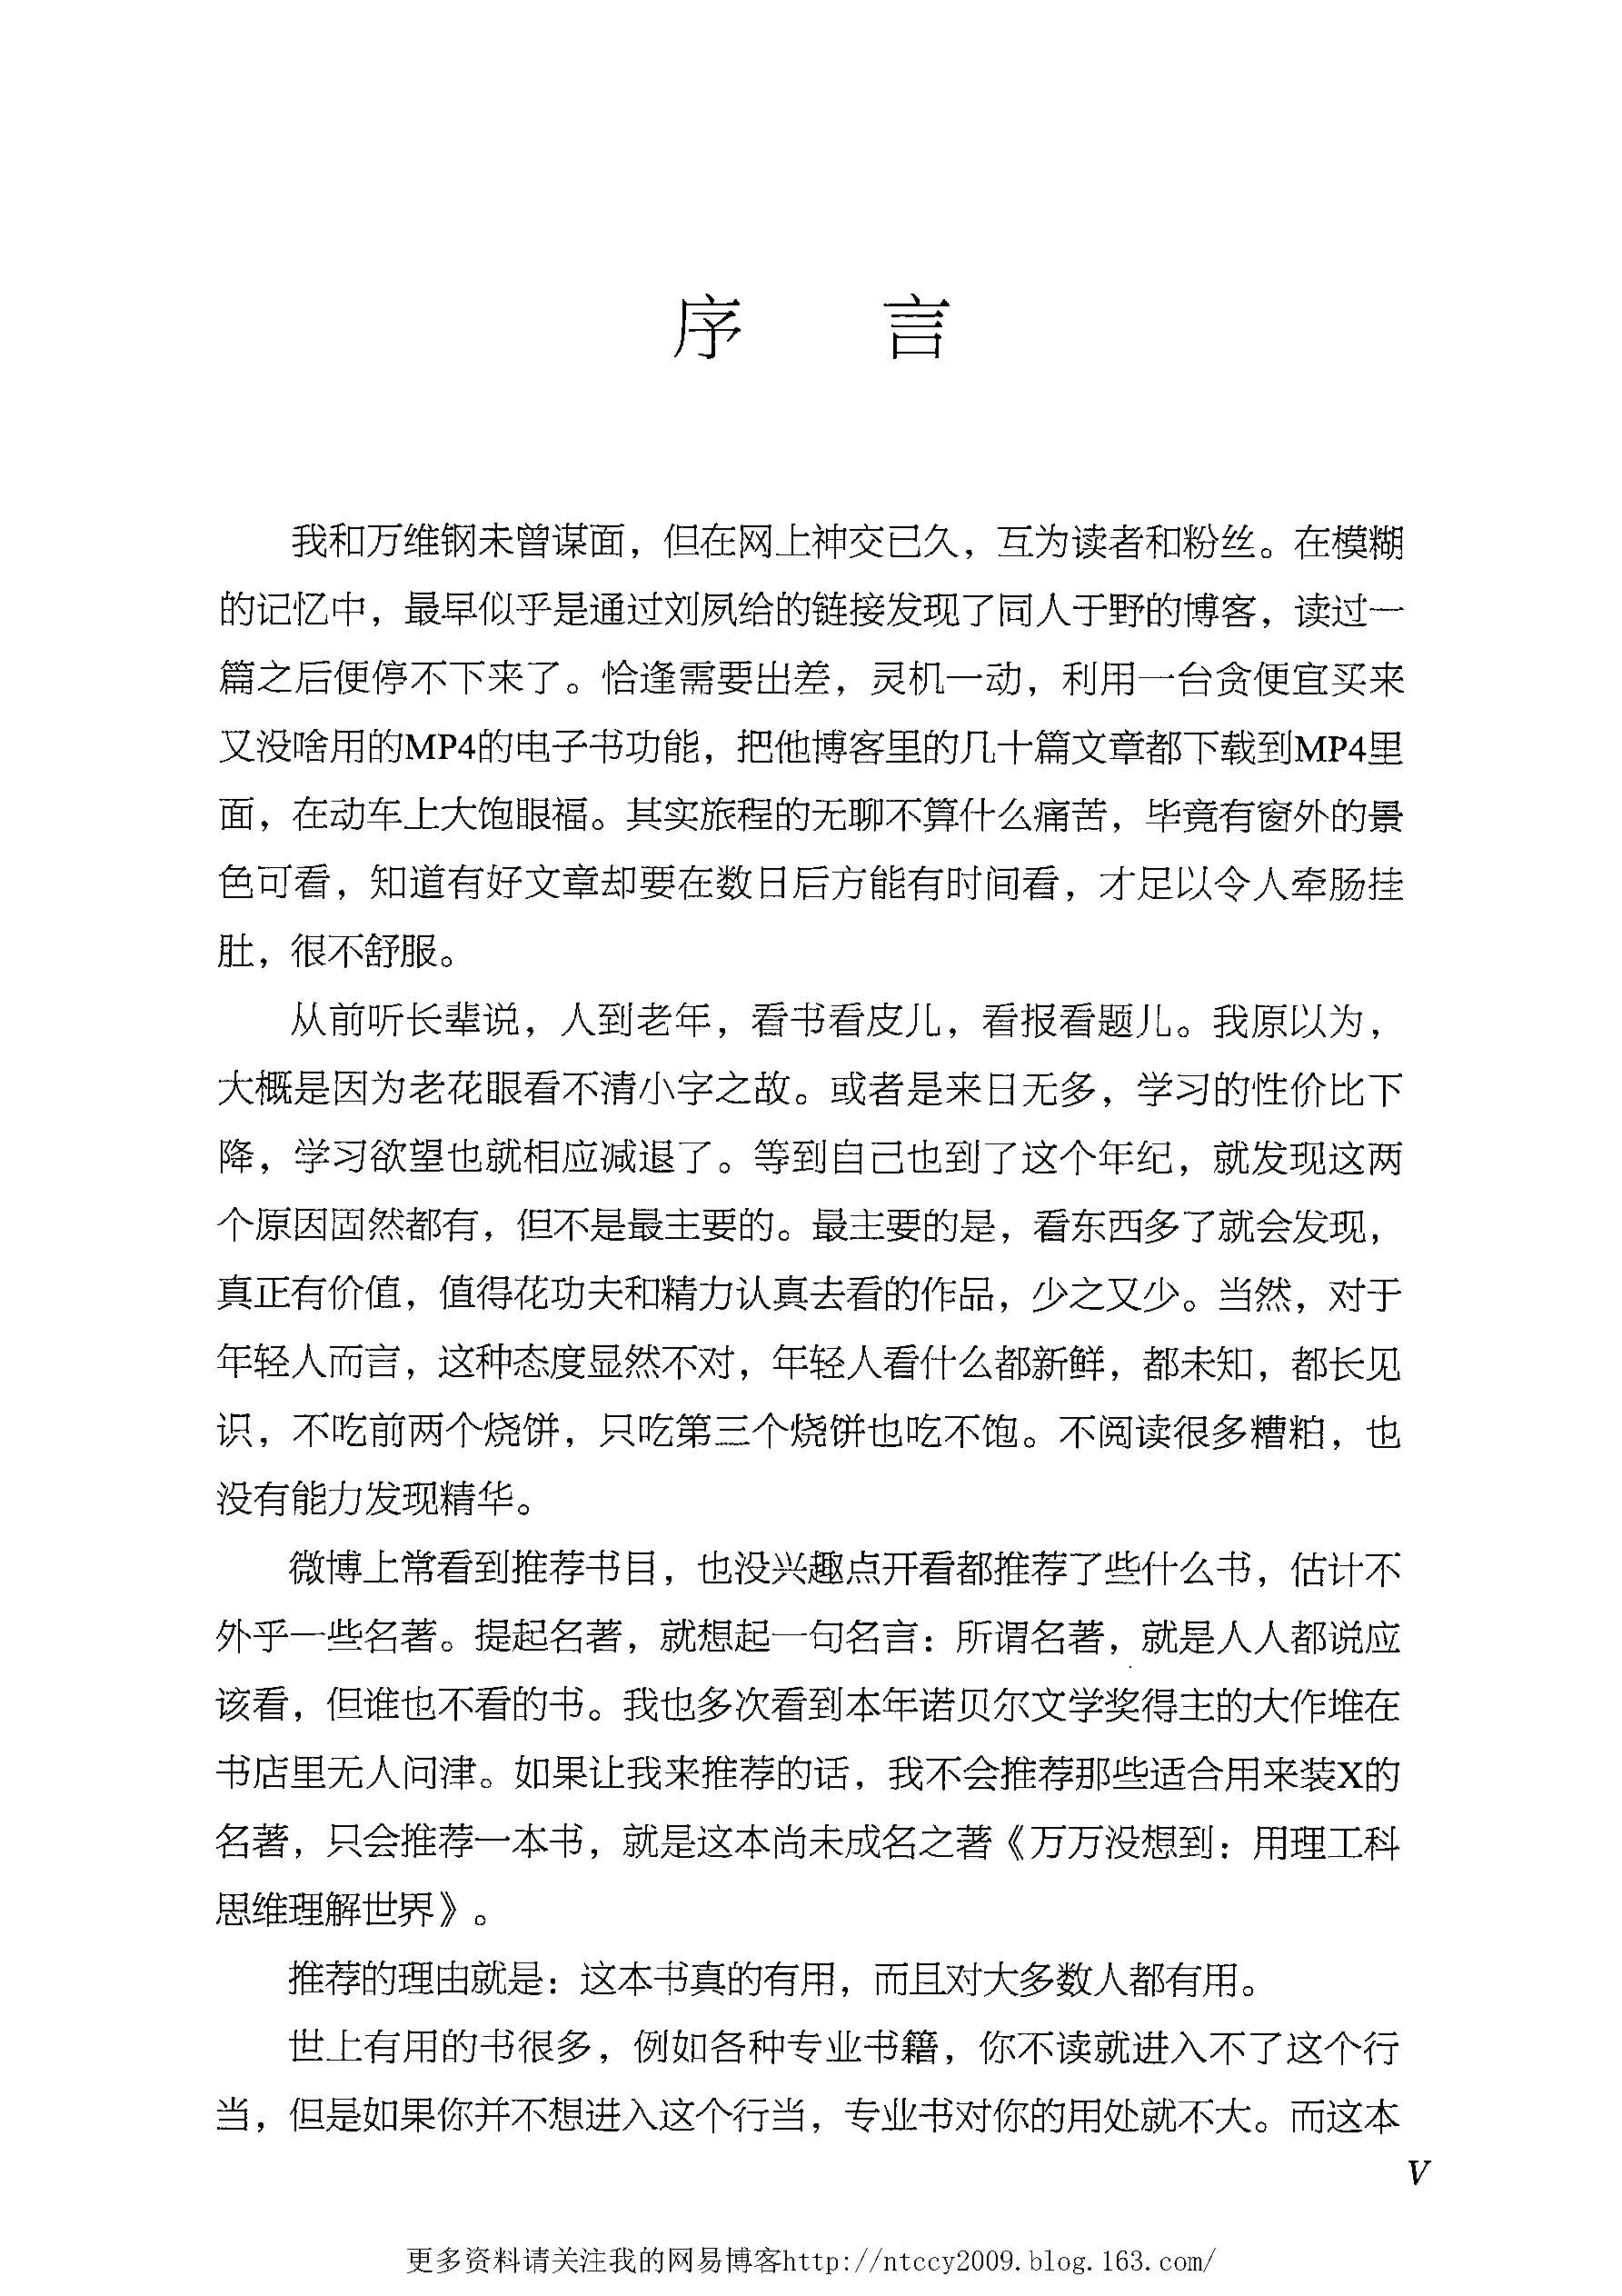 序　言
我和万维钢未曾谋面，但在网上神交已久，互为读者和粉丝。在模糊
的记忆中，最早似乎是通过刘夙给的链接发现了同人于野的博客，读过一
篇之后便停不下来了。恰逢需要出差，灵机一动，利用一台贪便宜买来
又没啥用的MP4的电子书功能，把他博客里的几十篇文章都下载到MP4里
面，在动车上大饱眼福。其实旅程的无聊不算什么痛苦，毕竟有窗外的景
色可看，知道有好文章却要在数日后方能有时间看，才足以令人牵肠挂
肚，很不舒服。
从前听长辈说，人到老年，看书看皮儿，看报看题儿。我原以为，
大概是因为老花眼看不清小字之故。或者是来日无多，学习的性价比下
降，学习欲望也就相应减退了。等到自己也到了这个年纪，就发现这两
个原因固然都有，但不是最主要的。最主要的是，看东西多了就会发现，
真正有价值，值得花功夫和精力认真去看的作品，少之又少。当然，对于
年轻人而言，这种态度显然不对，年轻人看什么都新鲜，都未知，都长见
识，不吃前两个烧饼，只吃第三个烧饼也吃不饱。不阅读很多糟粕，也
没有能力发现精华。
微博上常看到推荐书目，也没兴趣点开看都推荐了些什么书，估计不
外乎一些名著。提起名著，就想起一句名言：所谓名著，就是人人都说应
该看，但谁也不看的书。我也多次看到本年诺贝尔文学奖得主的大作堆在
书店里无人问津。如果让我来推荐的话，我不会推荐那些适合用来装X的
名著，只会推荐一本书，就是这本尚未成名之著《万万没想到：用理工科
思维理解世界》。
推荐的理由就是：这本书真的有用，而且对大多数人都有用。
世上有用的书很多，例如各种专业书籍，你不读就进入不了这个行
当，但是如果你并不想进入这个行当，专业书对你的用处就不大。而这本
V
更多资料请关注我的网易博客http://ntccy2009.blog.163.com/